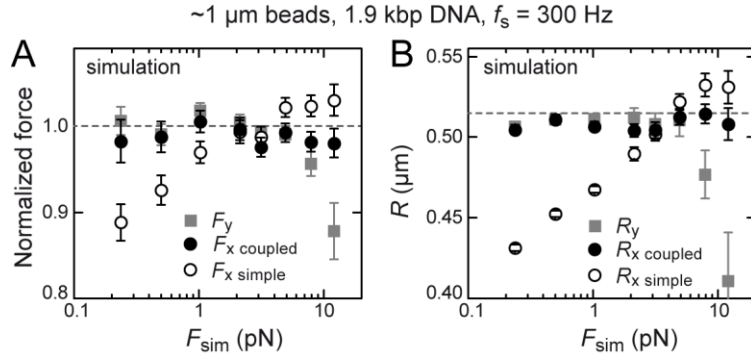 ~1 μm beads, 1.9 kbp DNA, fs = 300 Hz
A
simulation
Normalized force
1.0
0.9
0.8
Fy
Fx coupled
Fx simple
0.1
1
10
Fsim (pN)
B
simulation
R (μm)
0.55
0.50
0.45
0.40
Ry
Rx coupled
Rx simple
0.1
1
10
Fsim (pN)